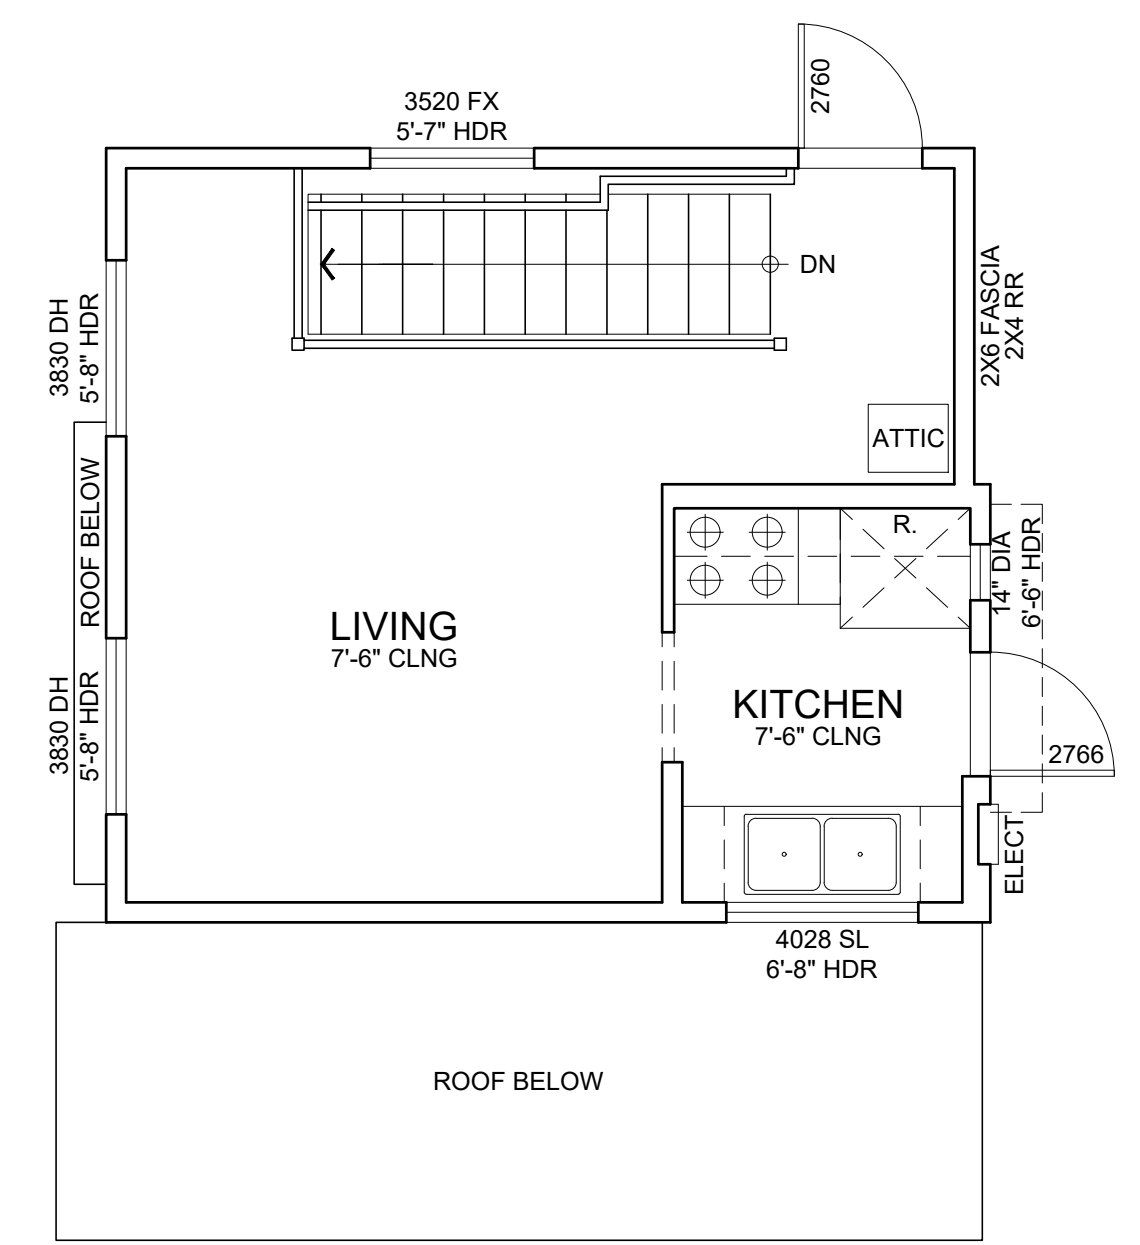 2760
3520 FX
5'-7" HDR
DN
3830 DH
5'-8" HDR
2X6 FASCIA
2X4 RR
ATTIC
ROOF BELOW
R.
14" DIA
6'-6" HDR
LIVING
7'-6" CLNG
KITCHEN
7'-6" CLNG
3830 DH
5'-8" HDR
2766
ELECT
4028 SL
6'-8" HDR
ROOF BELOW